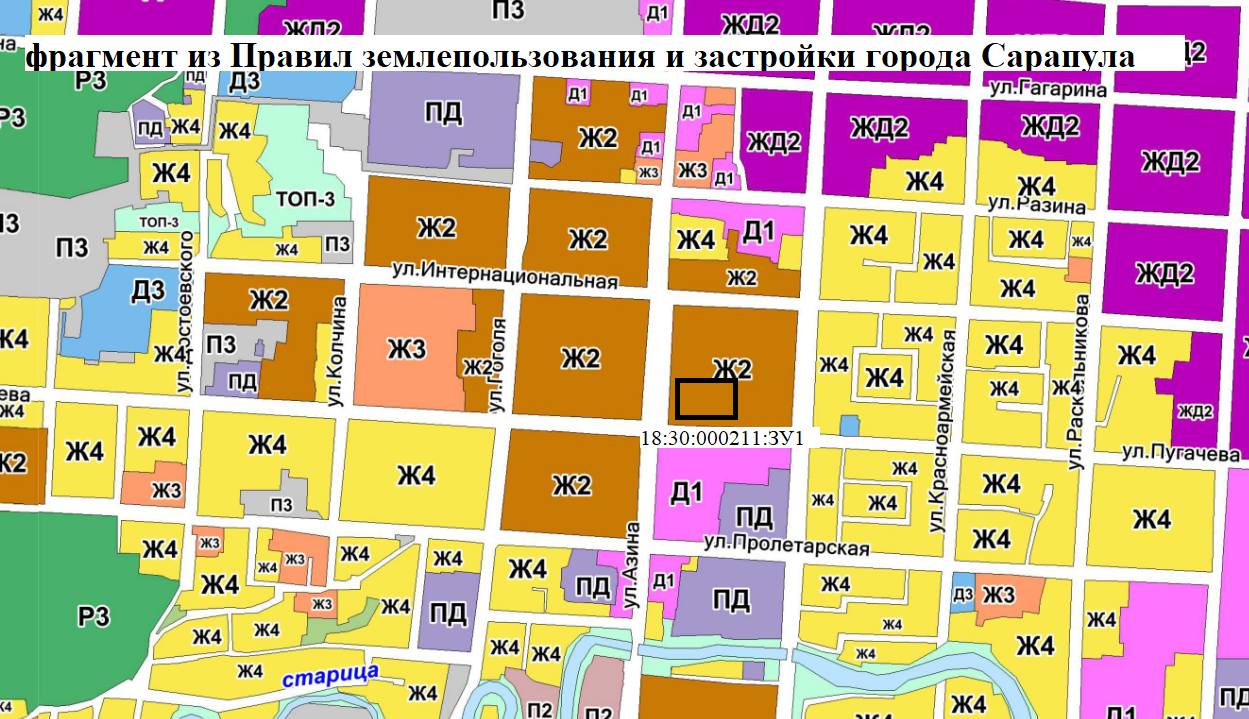 Ж4
П3
Д1
ЖД2
фрагмент из Правил землепользования и застройки города Сарапула
Р3
ПД
Д3
ПД
Д1
Д1
Д1
ул.Гагарина
Р3
ПД
Ж4
Ж4
Ж2
ЖД2
ЖД2
ЖД2
Д1
ЖД2
Ж4
ТОП-3
Ж3
Ж3
Д1
Ж4
Ж4
ул.Разина
ТОП-3
П3
Ж4
Ж4
П3
Ж2
Ж2
Ж4
Д1
Ж4
Ж4
Ж4
Ж4
ул.Интернациональная
Ж2
ЖД2
Д3
Ж2
Ж4
ул.Достоевского
ул.Колчина
ул.Гоголя
Ж4
П3
Ж3
Ж2
Ж2
Ж2
Ж4
Ж4
Ж4
Ж4
Ж4
Ж4
Ж4
ПД
Ж4
ЖД2
ул.Красноармейская
ул.Раскольникова
18:30:000211:ЗУ1
ул.Пугачева
Ж4
Ж4
Ж4
Ж4
Ж3
П3
Ж4
Ж2
Д1
ПД
Ж4
Ж4
Ж4
Ж4
Ж4
Ж4
ул.Азина
ул.Пролетарская
Ж4
Ж3
Ж4
Ж3
Ж4
Ж4
Ж4
Ж4
ПД
Д1
ПД
Ж4
Д3
Ж3
Р3
Ж3
Ж4
ПД
Ж4
Ж4
Ж4
Ж4
Ж4
Ж4
Ж4
Ж4
Ж4
старица
Ж4
П2
П2
Ж4
Д1
ПД